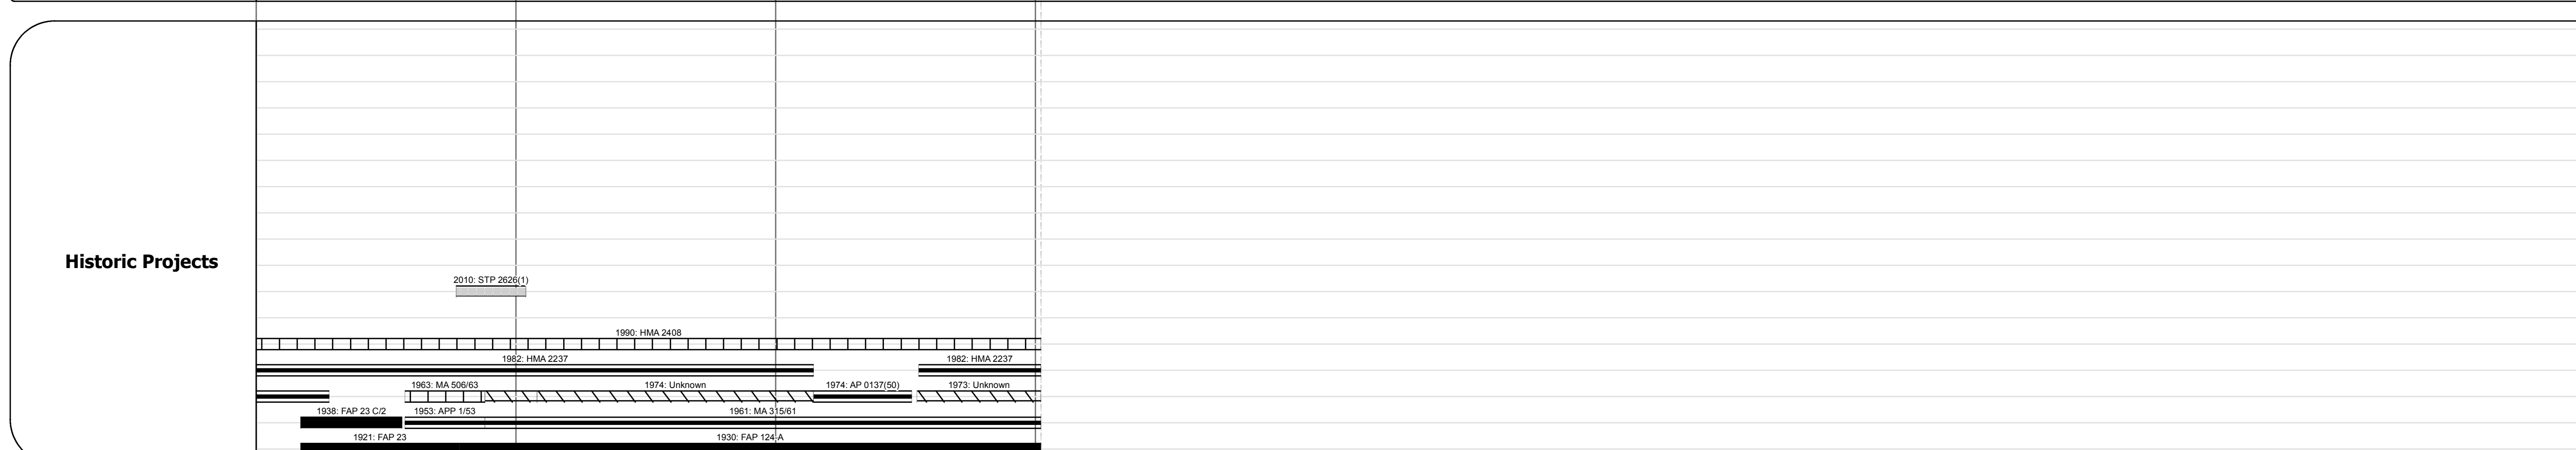 Historic Projects
2010: STP 2626(1)
1990: HMA 2408
1982: HMA 2237 1982: HMA 2237
1963: MA 506/63 1974: Unknown 1974: AP 0137(50) 1973: Unknown
1938: FAP 23 C/2 1953: APP 1/53 1961: MA 315/61
1921: FAP 23 1930: FAP 124-A